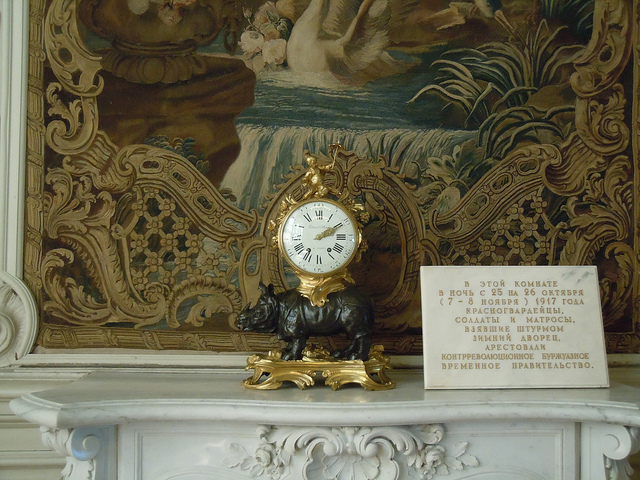 В ЭТОЙ КОМНАТЕ
В НОЧЬ С 25 НА 26 ОКТЯБРЯ
(7-8 НОЯБРЯ) 1917 ГОДА
КРАСНОГВАРДЕЙЦЫ,
СОЛДАТЫ И МАТРОСЫ,
ВЗЯВШИЕ ШТУРМОМ
ЗИМНИЙ ДВОРЕЦ,
АРЕСТОВАЛИ
КОНТРРЕВОЛЮЦИОННОЕ БУРЖУАЗНОЕ
ВРЕМЕННОЕ ПРАВИТЕЛЬСТВО.